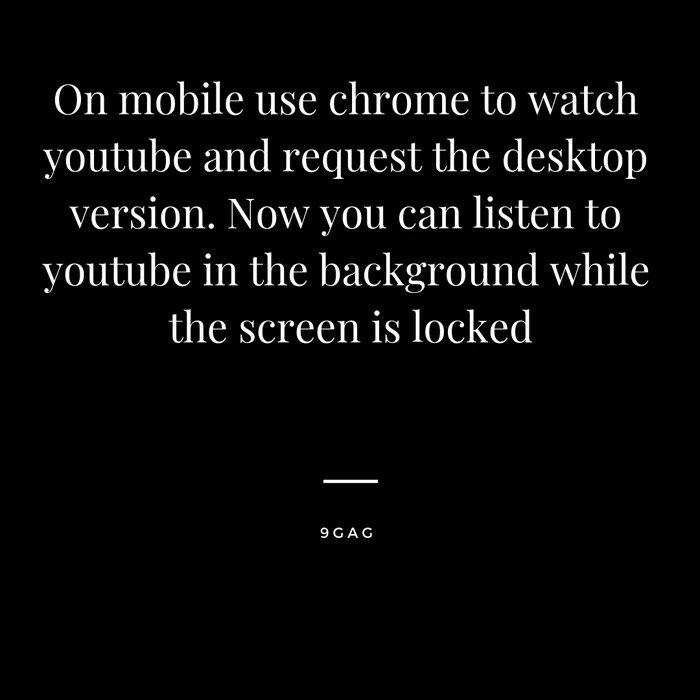 On mobile use chrome to watch
youtube and request the desktop
version. Now you can listen to
youtube in the background while
the screen is locked
9GAG